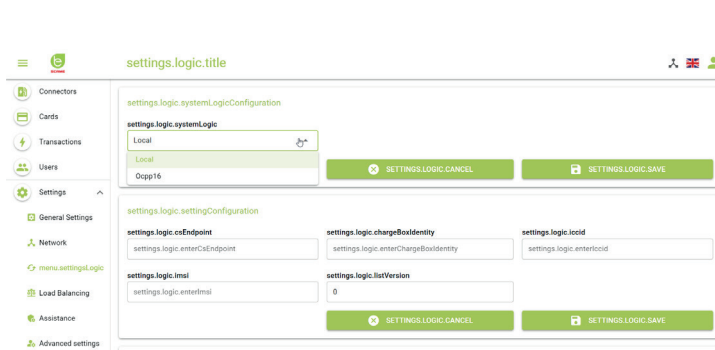 settings.logic.title
SCAME
Connectors
Cards
Transactions
Users
Settings
General Settings
Network
menu.settingsLogic
Load Balancing
Assistance
Advanced settings
settings.logic.systemLogicConfiguration
settings.logic.systemLogic
Local
Local
Ocpp16
SETTINGS.LOGIC.CANCEL
SETTINGS.LOGIC.SAVE
settings.logic.settingConfiguration
settings.logic.csEndpoint
settings.logic.chargeBoxIdentity
settings.logic.iccid
settings.logic.enterCsEndpoint
settings.logic.enterChargeBoxIdentity
settings.logic.enterIccid
settings.logic.imsi
settings.logic.listVersion
settings.logic.enterImsi
0
SETTINGS.LOGIC.CANCEL
SETTINGS.LOGIC.SAVE